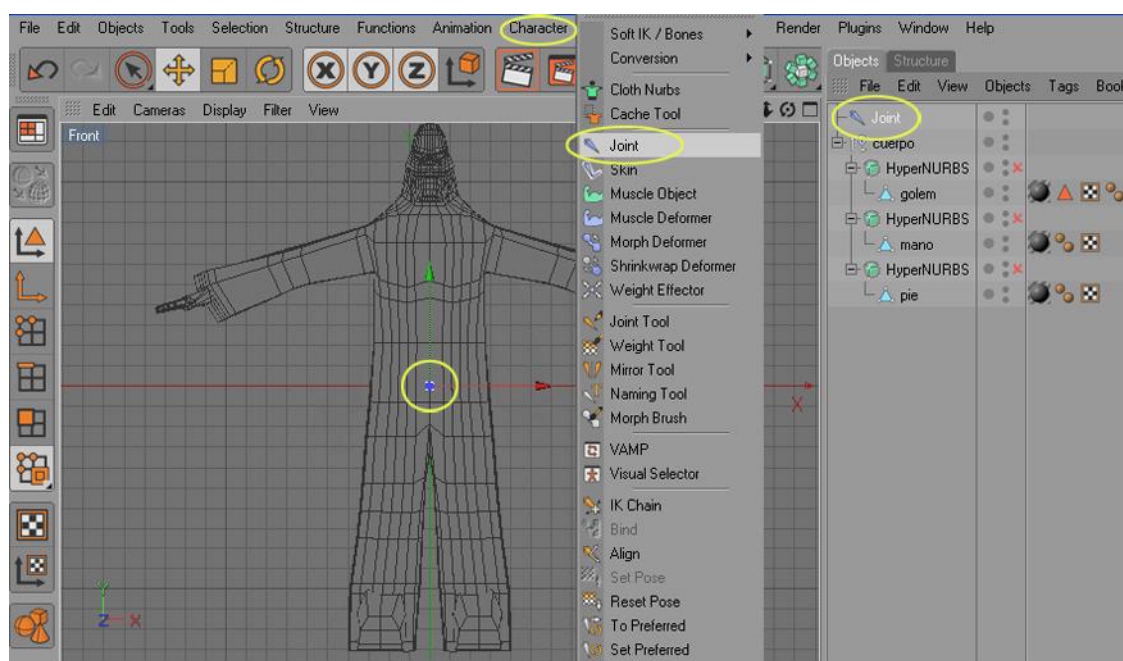 File Edit Objects Tools Selection Structure Functions Animation Character Render Plugins Window Help
Edit Cameras Display Filter View
Front
X
Y
Z X
Soft IK / Bones
Conversion
Cloth Nurbs
Cache Tool
Joint
Skin
Muscle Object
Muscle Deformer
Morph Deformer
Shrinkwrap Deformer
Weight Effector
Joint Tool
Weight Tool
Mirror Tool
Naming Tool
Morph Brush
VAMP
Visual Selector
IK Chain
Bind
Align
Set Pose
Reset Pose
To Preferred
Set Preferred
Objects Structure
File Edit View Objects Tags Book
Joint
cuerpo
HyperNURBS
golem
HyperNURBS
mano
HyperNURBS
pie